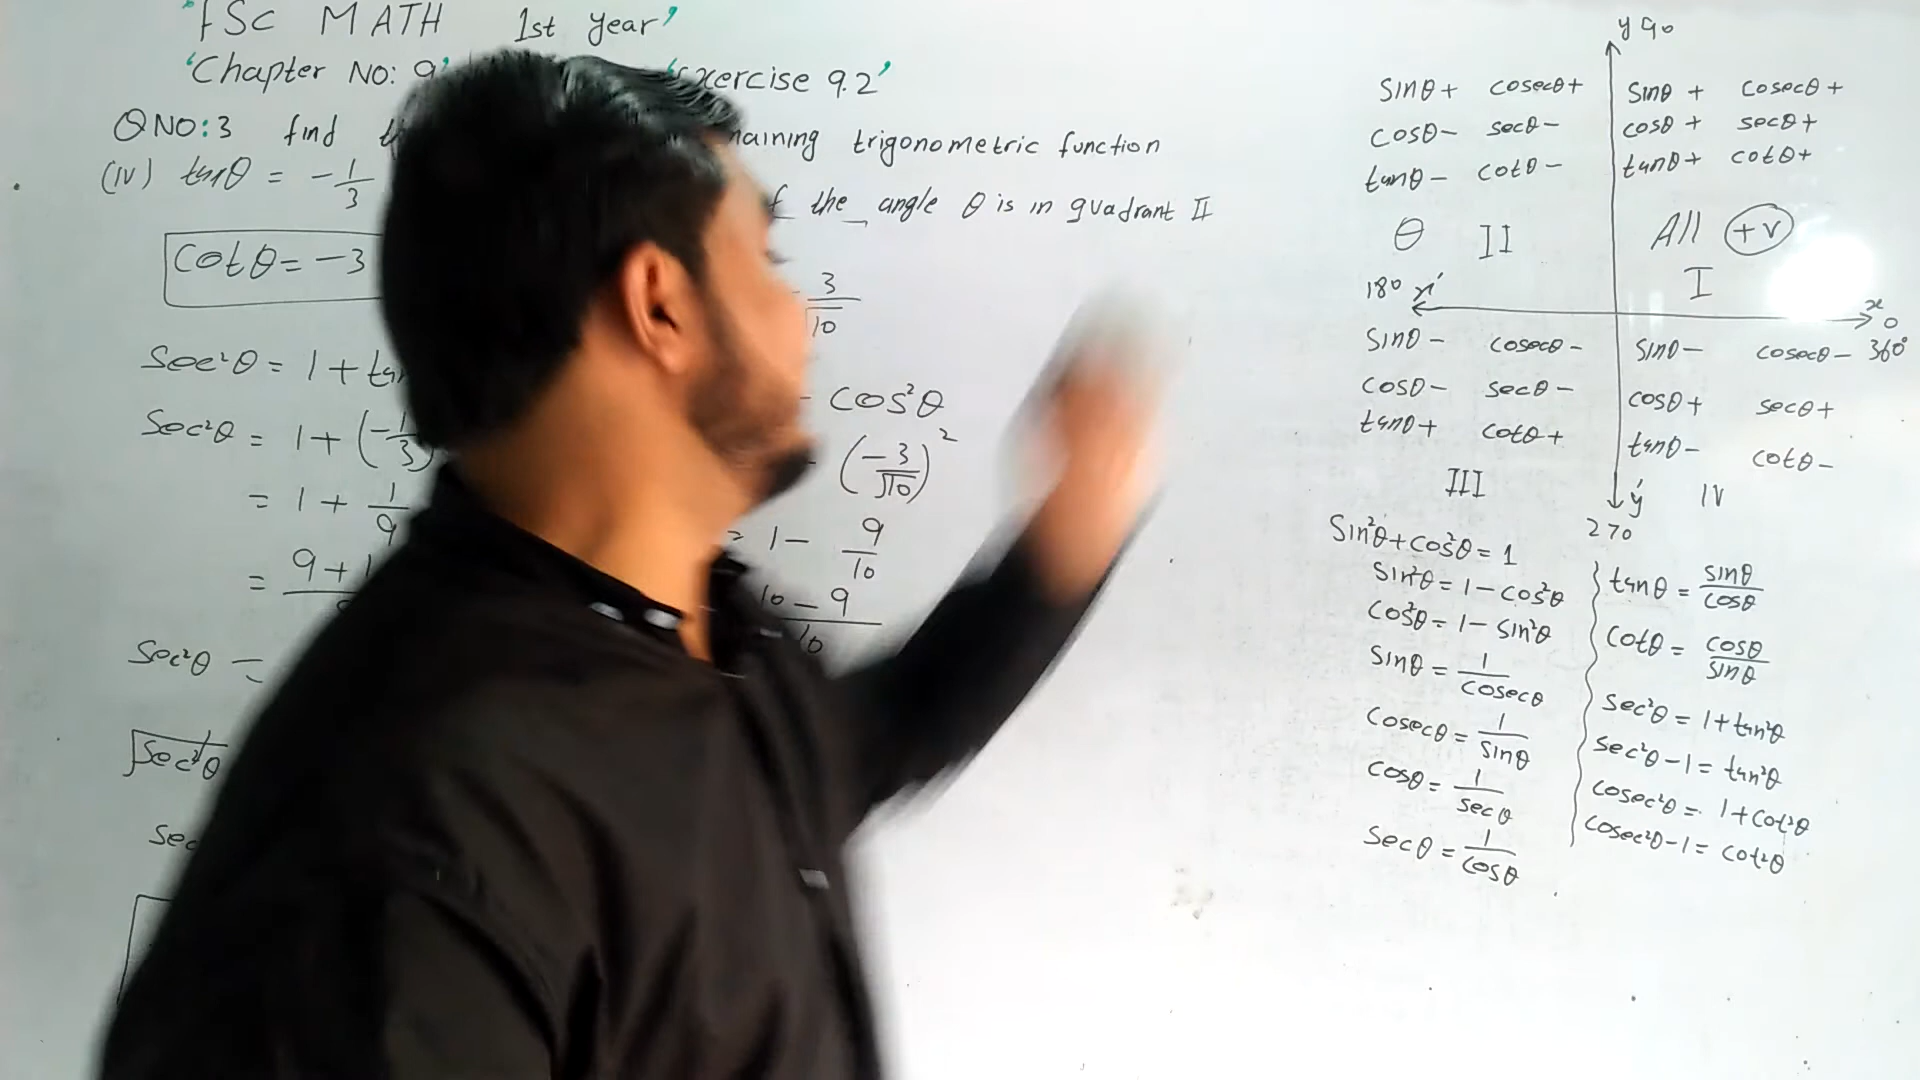 "FSC MATH 1st year"
'Chapter No: 9' 'Exercise 9.2'
Q NO:3 find trigonometric function
(iv) tanθ = -1/3
the angle θ is in quadrant II
cotθ = -3
Sec²θ = 1 +
Sec²θ = 1 + (-1/3)
= 1 + 1/9
= 9+1
Sec²θ =
√Sec²θ
3/√10
- cos²θ
(-3/√10)²
= 1 - 9/10
10-9/10
y 90
Sinθ + cosecθ +
cosθ - secθ -
tanθ - cotθ -
θ II
180 x'
Sinθ + cosecθ +
cosθ + secθ +
tanθ + cotθ +
All +v
I
x 0
360°
Sinθ - cosecθ -
cosθ - secθ -
tanθ + cotθ +
III
Sinθ - cosecθ -
cosθ + secθ +
tanθ - cotθ -
IV
y'
270
Sin²θ+cos²θ = 1
Sin²θ = 1-cos²θ
cos²θ = 1-sin²θ
Sinθ = 1/cosecθ
Cosecθ = 1/sinθ
cosθ = 1/secθ
Secθ = 1/cosθ
tanθ = sinθ/cosθ
Cotθ = cosθ/sinθ
Sec²θ = 1+tan²θ
Sec²θ-1 = tan²θ
Cosec²θ = 1+cot²θ
Cosec²θ-1 = cot²θ